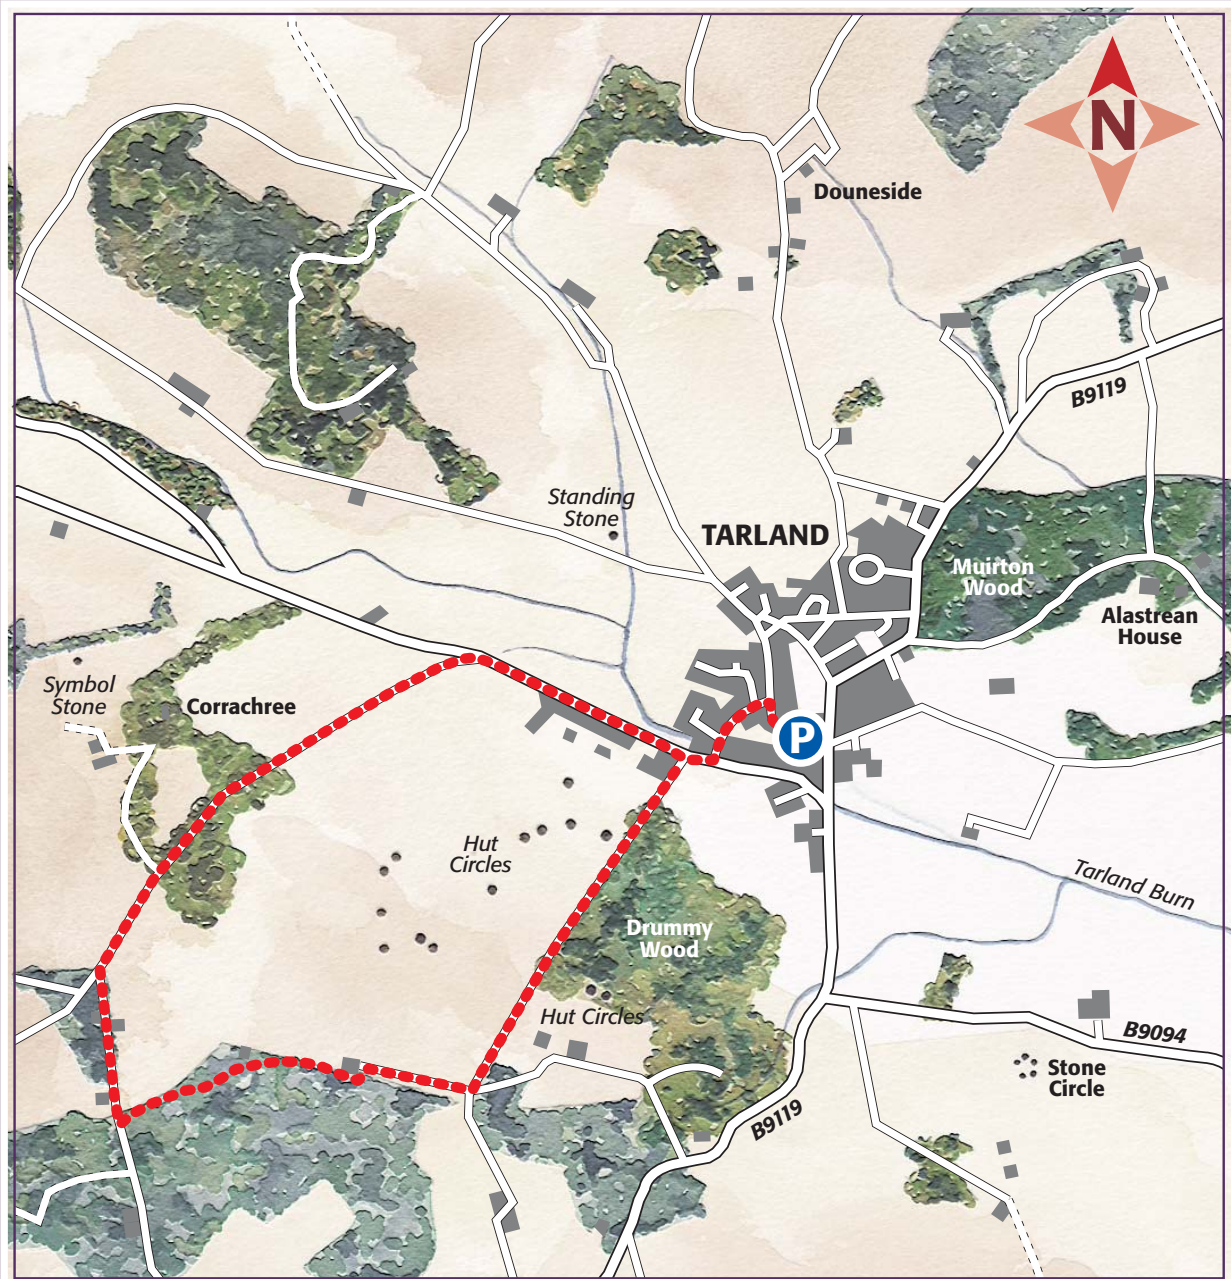 N
Douneside
B9119
Standing
Stone
TARLAND
Muirton
Wood
Alastrean
House
Symbol
Stone
Corrachree
P
Hut
Circles
Tarland Burn
Drummy
Wood
Hut Circles
B9094
Stone
Circle
B9119